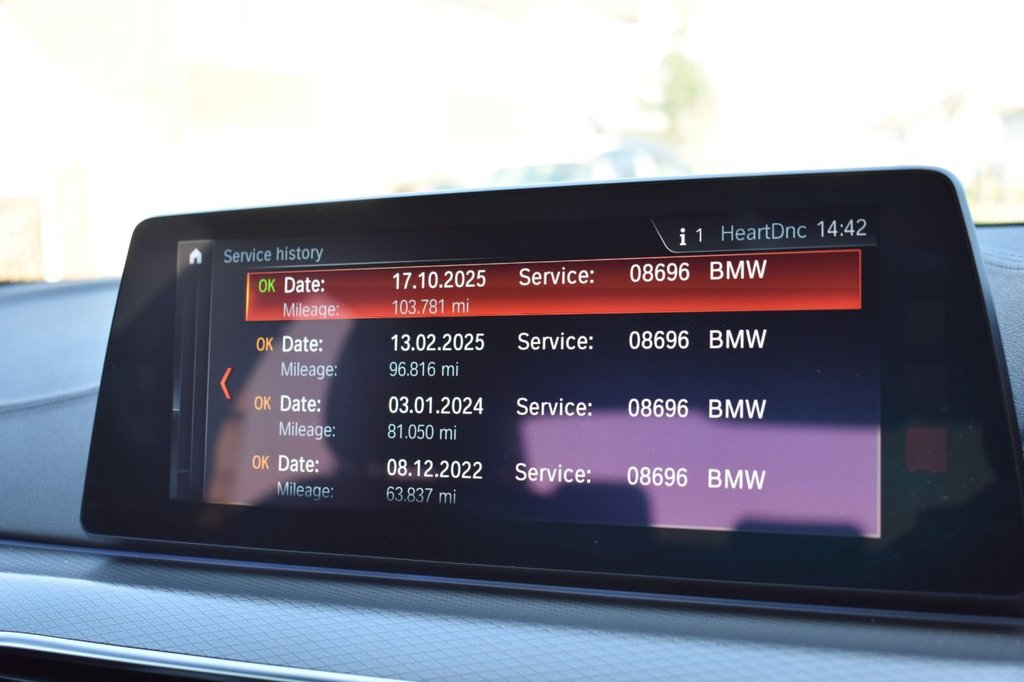 Service history i 1 HeartDnc 14:42
OK Date: 17.10.2025 Service: 08696 BMW
Mileage: 103.781 mi
OK Date: 13.02.2025 Service: 08696 BMW
Mileage: 96.816 mi
OK Date: 03.01.2024 Service: 08696 BMW
Mileage: 81.050 mi
OK Date: 08.12.2022 Service: 08696 BMW
Mileage: 63.837 mi